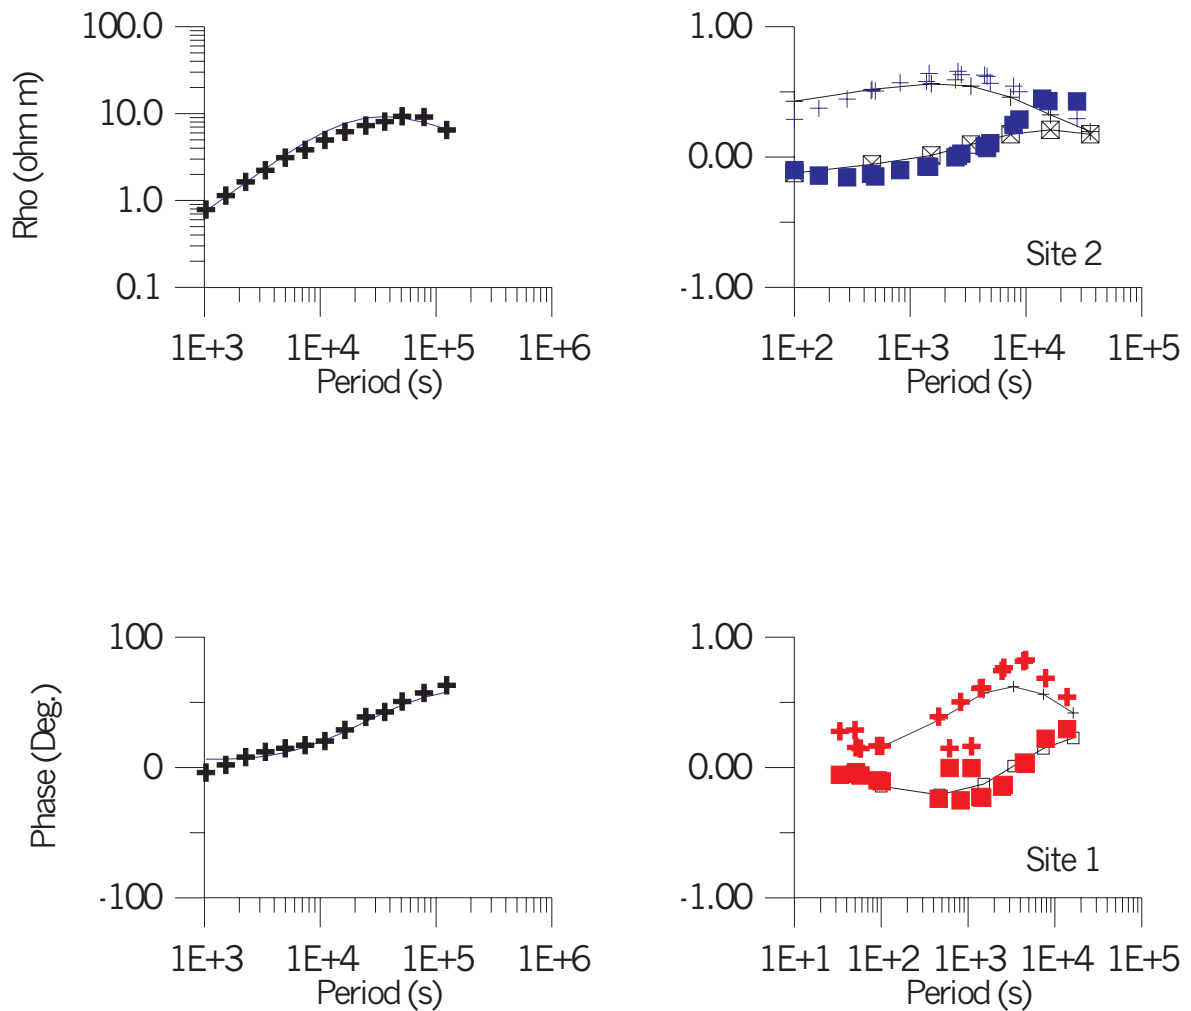 100.0
10.0
1.0
0.1
Rho (ohm m)
1E+3 1E+4 1E+5 1E+6
Period (s)
1.00
0.00
-1.00
Site 2
1E+2 1E+3 1E+4 1E+5
Period (s)
100
0
-100
Phase (Deg.)
1E+3 1E+4 1E+5 1E+6
Period (s)
1.00
0.00
-1.00
Site 1
1E+1 1E+2 1E+3 1E+4 1E+5
Period (s)